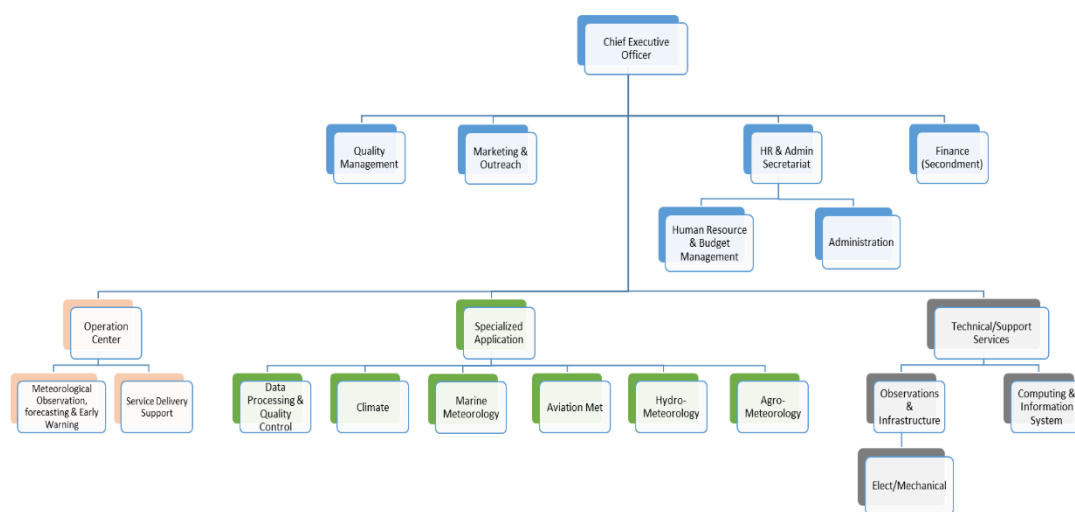 Chief Executive
Officer
Quality
Management
Marketing &
Outreach
HR & Admin
Secretariat
Finance
(Secondment)
Human Resource
& Budget
Management
Administration
Operation
Center
Specialized
Application
Technical/Support
Services
Meteorological
Observation,
forecasting & Early
Warning
Service Delivery
Support
Data
Processing &
Quality
Control
Climate
Marine
Meteorology
Aviation Met
Hydro-
Meteorology
Agro-
Meteorology
Observations
&
Infrastructure
Computing &
Information
System
Elect/Mechanical